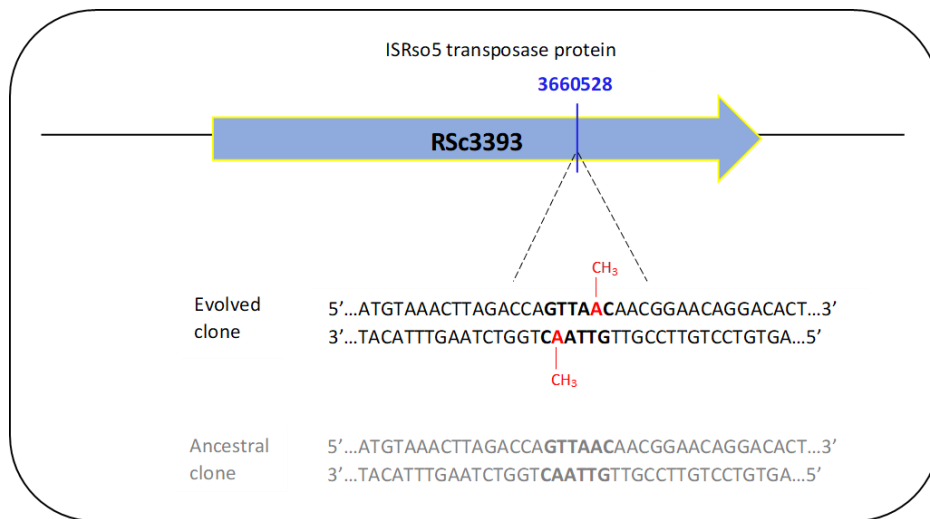 ISRso5 transposase protein
3660528
RSc3393
CH3
Evolved
clone
5’…ATGTAAACTTAGACCAGTTAACAACGGAACAGGACACT…3’
3’…TACATTTGAATCTGGTCAATTGTTGCCTTGTCCTGTGA…5’
CH3
Ancestral
clone
5’…ATGTAAACTTAGACCAGTTAACAACGGAACAGGACACT…3’
3’…TACATTTGAATCTGGTCAATTGTTGCCTTGTCCTGTGA…5’